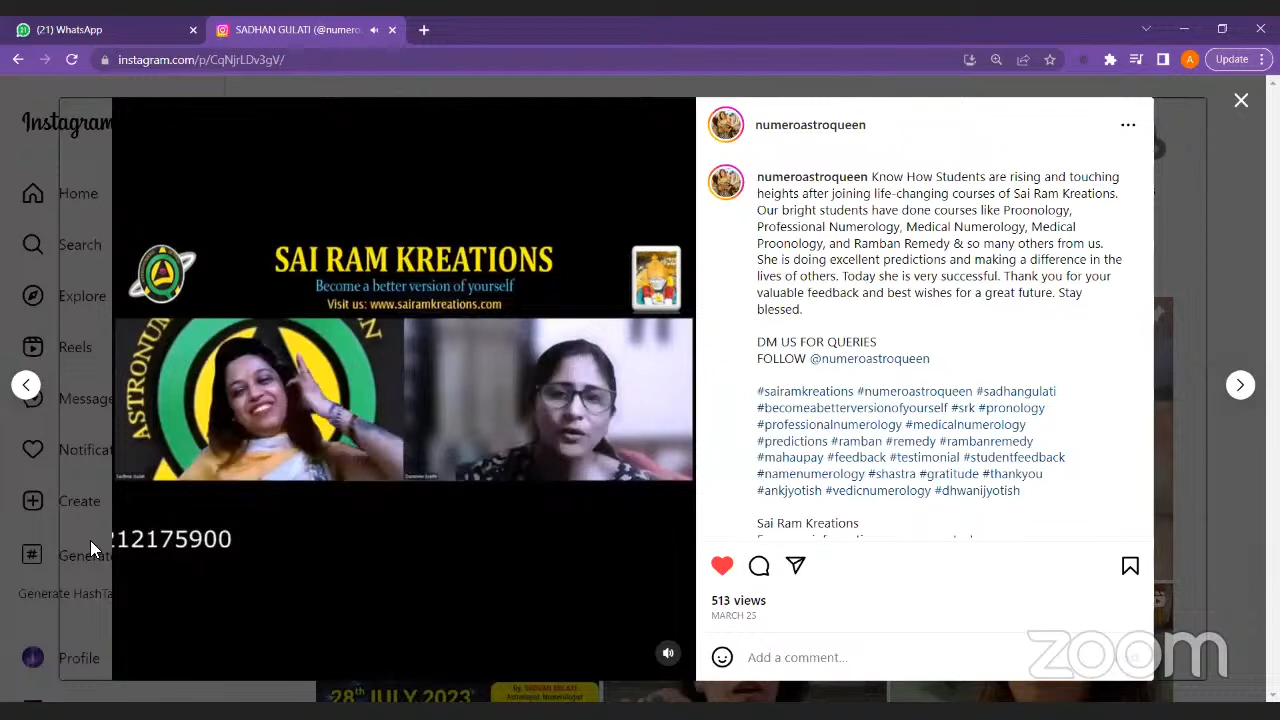 (21) WhatsApp
SADHAN GULATI (@numero
instagram.com/p/CqNjrLDv3gV/
A
Update
Instagram
Home
Search
Explore
Reels
Messa
Notificat
Create
Profile
SAI RAM KREATIONS
Become a better version of yourself
Visit us: www.sairamkreations.com
212175900
numeroastroqueen
numeroastroqueen Know How Students are rising and touching
heights after joining life-changing courses of Sai Ram Kreations.
Our bright students have done courses like Proonology,
Professional Numerology, Medical Numerology, Medical
Proonology, and Ramban Remedy & so many others from us.
She is doing excellent predictions and making a difference in the
lives of others. Today she is very successful. Thank you for your
valuable feedback and best wishes for a great future. Stay
blessed.
DM US FOR QUERIES
FOLLOW @numeroastroqueen
#sairamkreations #numeroastroqueen #sadhangulati
#becomeabetterversionofyourself #srk #pronology
#professionalnumerology #medicalnumerology
#predictions #ramban #remedy #rambanremedy
#mahaupay #feedback #testimonial #studentfeedback
#namenumerology #shastra #gratitude #thankyou
#ankjyotish #vedicnumerology #dhwanijyotish
Sai Ram Kreations
513 views
MARCH 25
Add a comment...
28th JULY 2023
zoom